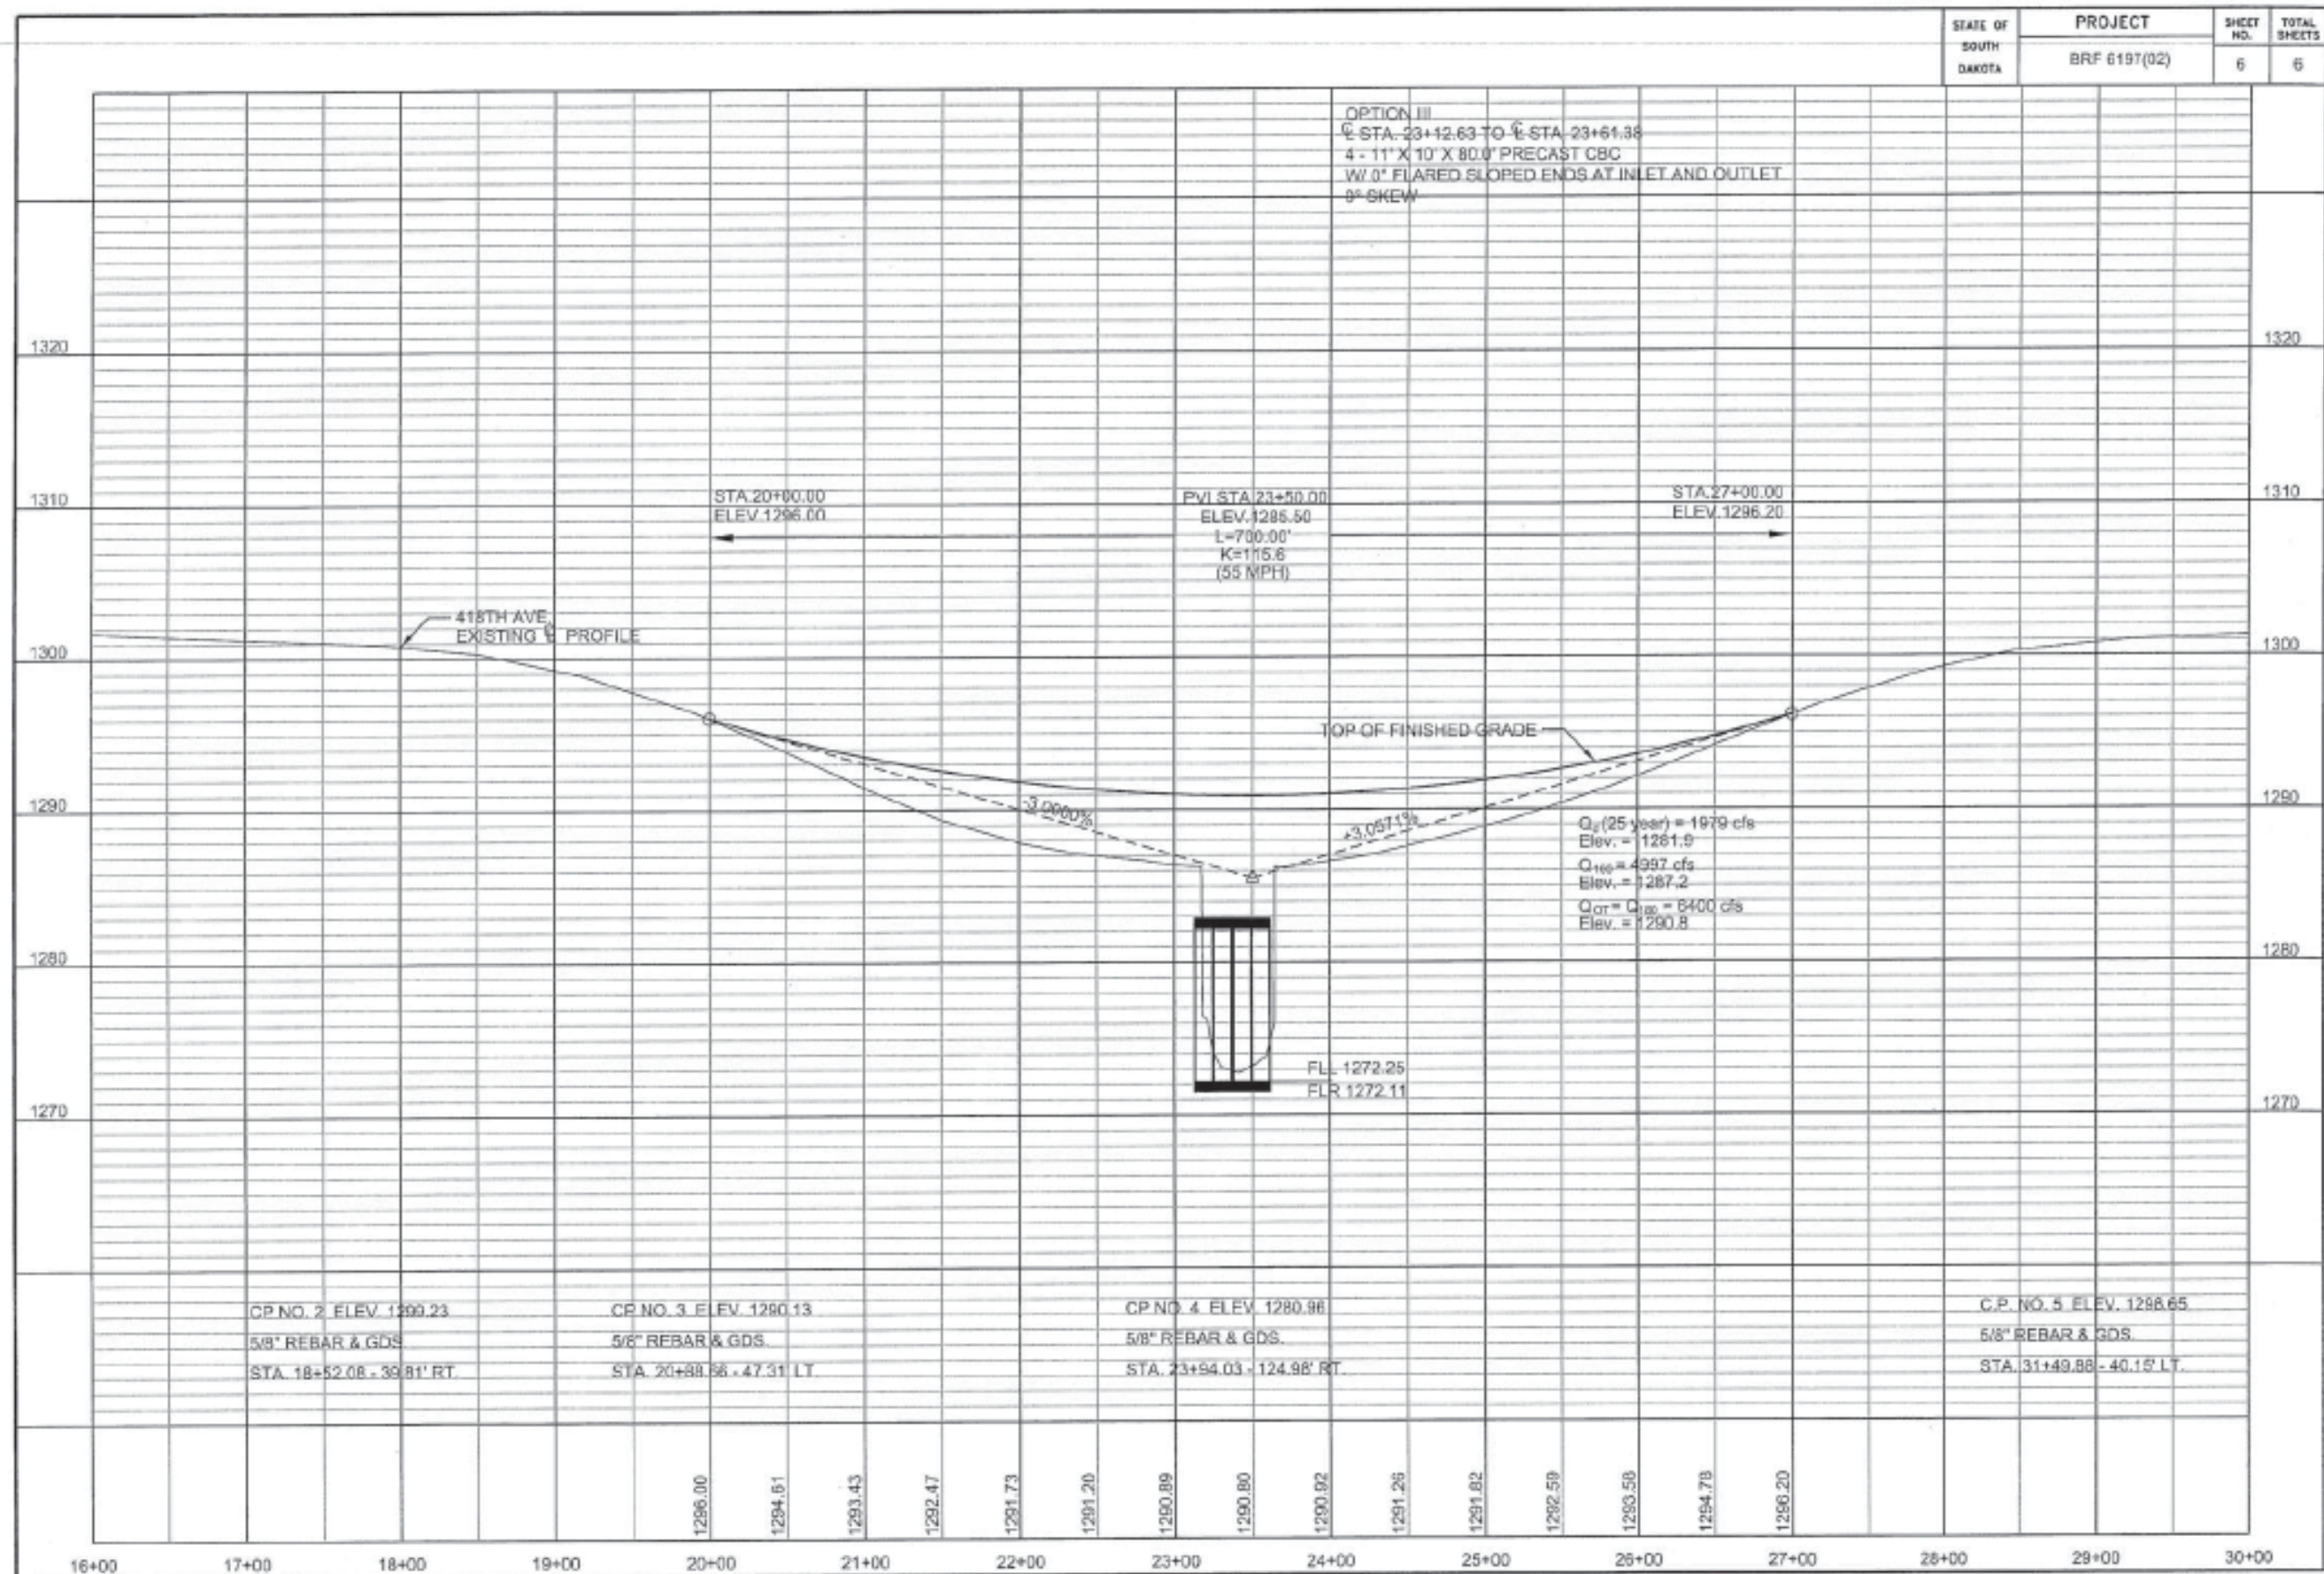 STATE OF
SOUTH
DAKOTA
PROJECT
BRF 6197(02)
SHEET
NO.
6
TOTAL
SHEETS
6
OPTION III
℄ STA. 23+12.63 TO ℄ STA. 23+61.38
4 - 11' X 10' X 80.0' PRECAST CBC
W/ 0° FLARED SLOPED ENDS AT INLET AND OUTLET
0° SKEW
1320
1320
1310
1310
STA.20+00.00
ELEV.1296.00
PVI STA.23+50.00
ELEV.1285.50
L=700.00'
K=115.6
(55 MPH)
STA.27+00.00
ELEV.1296.20
418TH AVE.
EXISTING ℄ PROFILE
1300
1300
TOP OF FINISHED GRADE
1290
1290
-3.0000%
+3.0571%
(25 year) = 1979 cfs
Elev. = 1281.9
Q100 = 4997 cfs
Elev. = 1287.2
QOT = = 6400 cfs
Elev. = 1290.8
1280
1280
FLL 1272.25
FLR 1272.11
1270
1270
CP NO. 2 ELEV. 1299.23
5/8" REBAR & GDS.
STA. 18+52.08 - 39.81' RT.
CP NO. 3 ELEV. 1290.13
5/8" REBAR & GDS.
STA. 20+88.66 - 47.31' LT.
CP NO. 4 ELEV. 1280.96
5/8" REBAR & GDS.
STA. 23+94.03 - 124.98' RT.
C.P. NO. 5 ELEV. 1298.65
5/8" REBAR & GDS.
STA. 31+49.88 - 40.15' LT.
1296.00
1294.61
1293.43
1292.47
1291.73
1291.20
1290.89
1290.80
1290.92
1291.26
1291.82
1292.59
1293.58
1294.78
1296.20
16+00 17+00 18+00 19+00 20+00 21+00 22+00 23+00 24+00 25+00 26+00 27+00 28+00 29+00 30+00